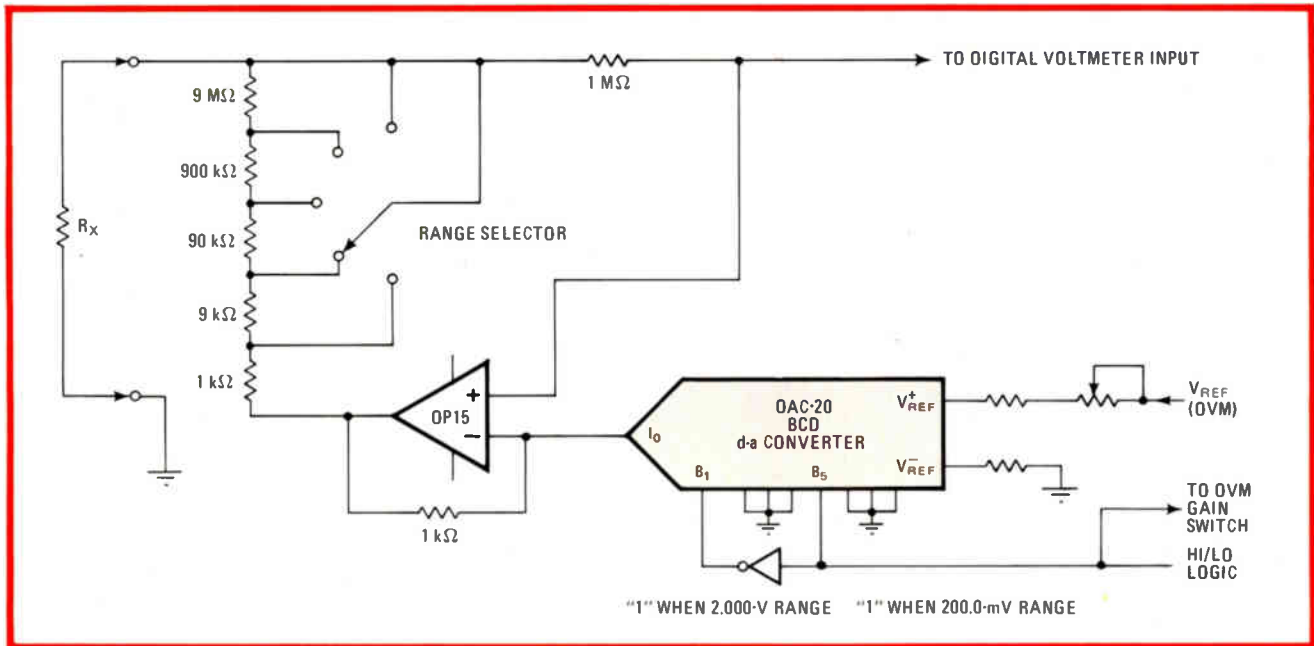 TO DIGITAL VOLTMETER INPUT
1 MΩ
9 MΩ
900 kΩ
RX
90 kΩ
RANGE SELECTOR
9 kΩ
1 kΩ
OP15
+
−
1 kΩ
IO
OAC-20
BCD
d-a CONVERTER
V+REF
V−REF
B1
B5
VREF
(OVM)
TO OVM
GAIN
SWITCH
HI/LO
LOGIC
"1" WHEN 2.000-V RANGE
"1" WHEN 200.0-mV RANGE